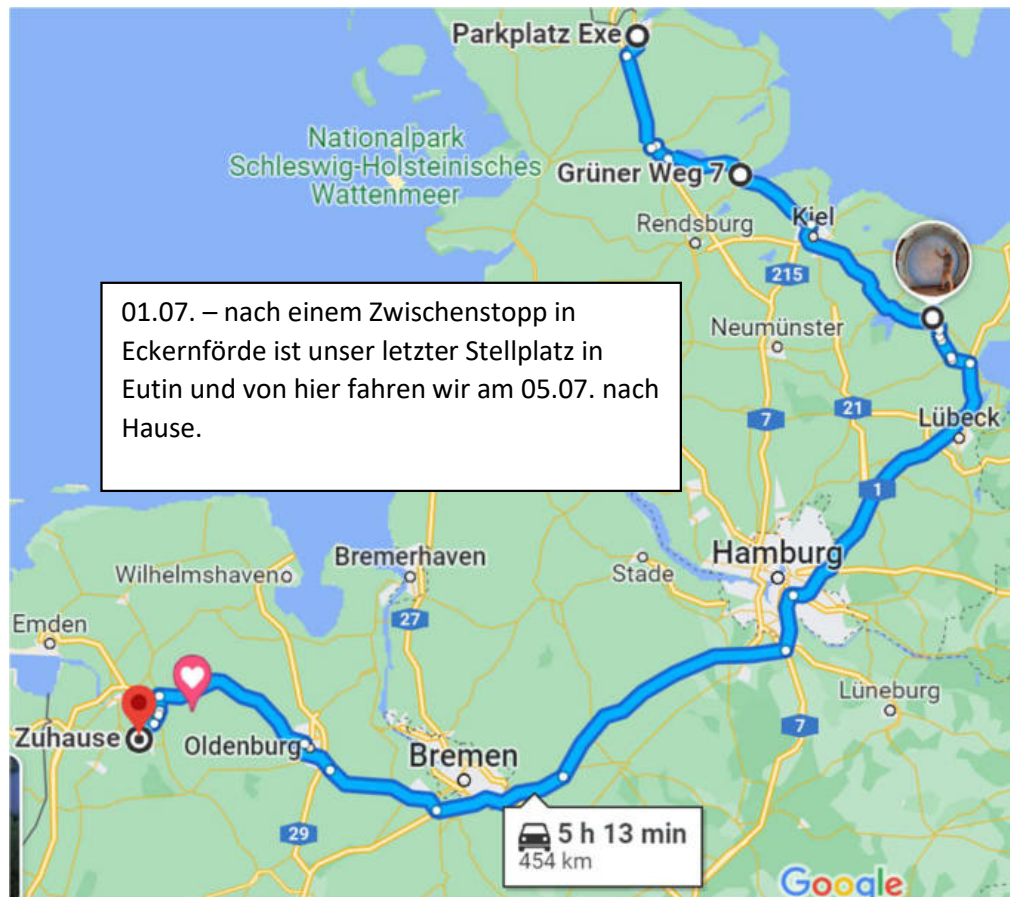 Parkplatz Exe
Nationalpark
Schleswig-Holsteinisches
Wattenmeer
Grüner Weg 7
Rendsburg
Kiel
215
01.07. – nach einem Zwischenstopp in
Eckernförde ist unser letzter Stellplatz in
Eutin und von hier fahren wir am 05.07. nach
Hause.
Neumünster
7
21
Lübeck
1
Hamburg
Bremerhaven
Stade
Wilhelmshaven
27
Emden
Lüneburg
Zuhause
Oldenburg
Bremen
7
29
5 h 13 min
454 km
Google